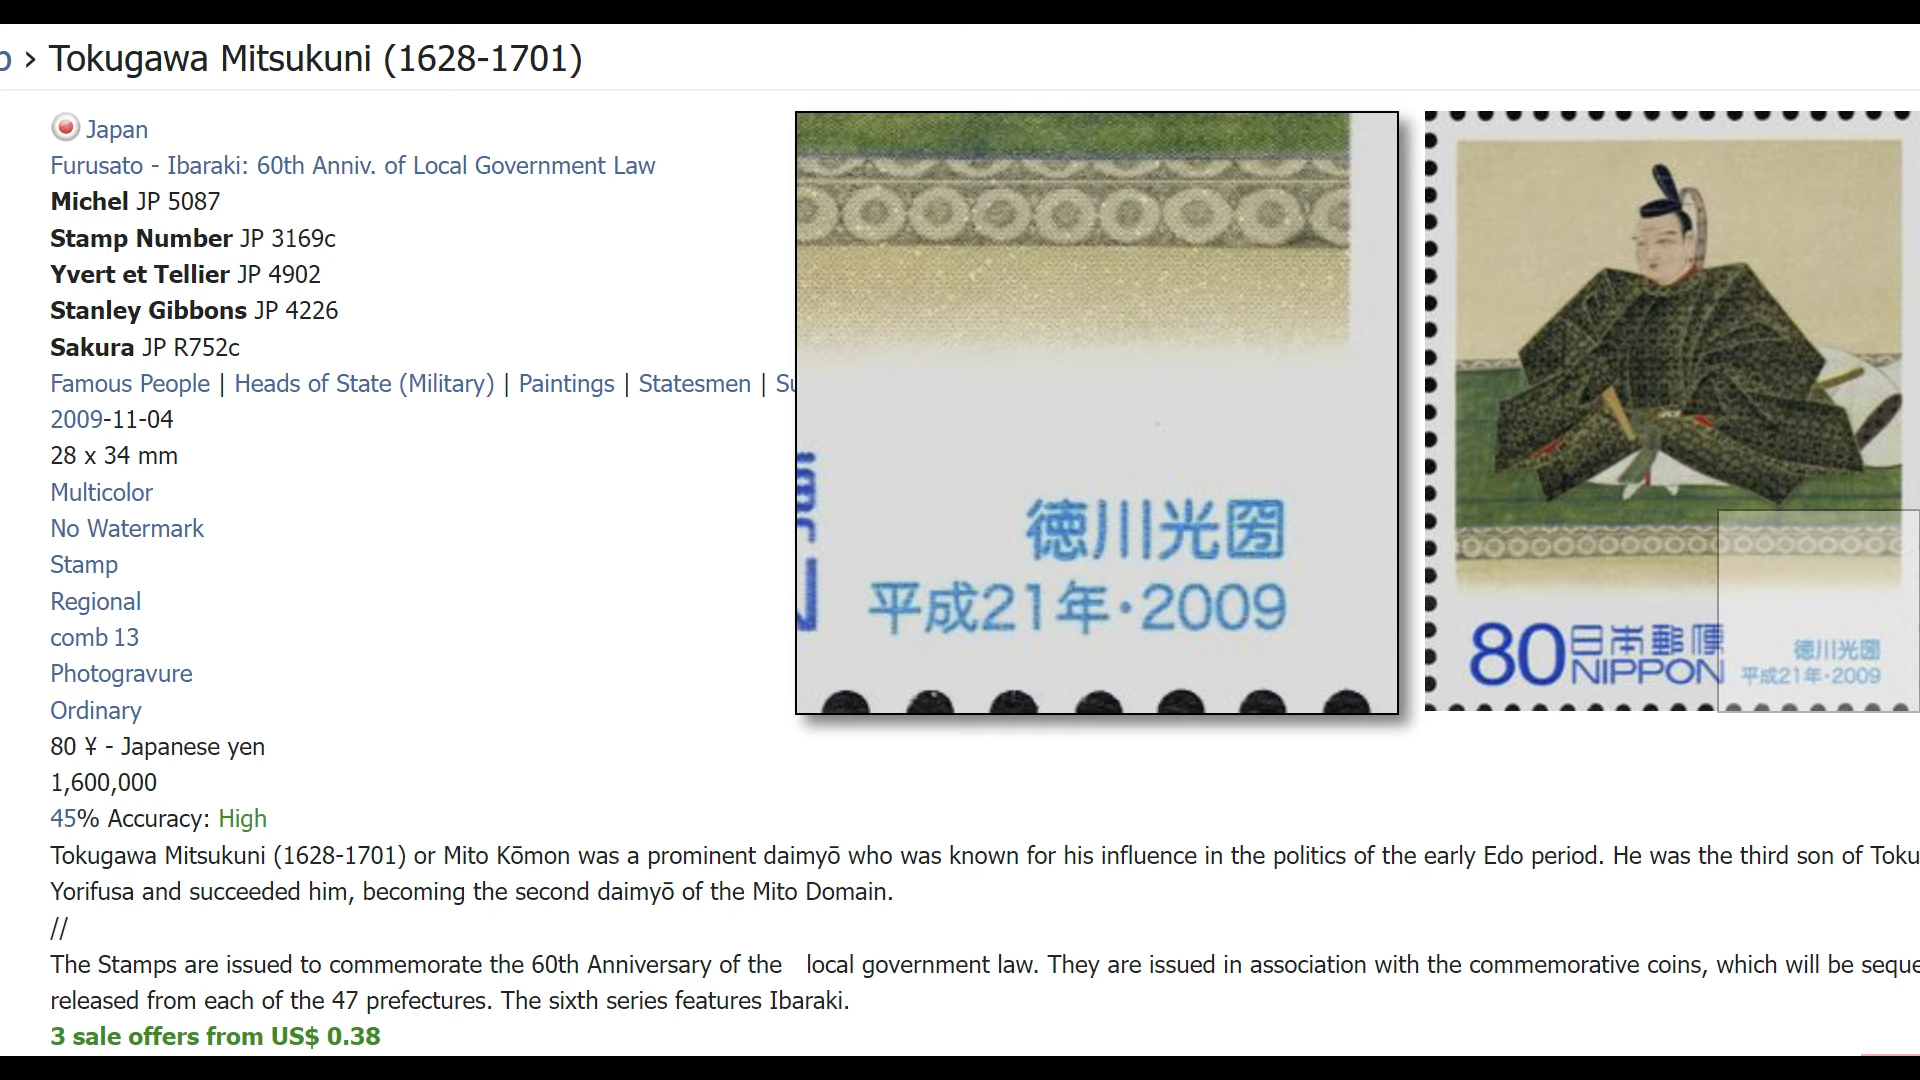 › Tokugawa Mitsukuni (1628-1701)
Japan
Furusato - Ibaraki: 60th Anniv. of Local Government Law
Michel JP 5087
Stamp Number JP 3169c
Yvert et Tellier JP 4902
Stanley Gibbons JP 4226
Sakura JP R752c
Famous People | Heads of State (Military) | Paintings | Statesmen |
2009-11-04
28 x 34 mm
Multicolor
No Watermark
Stamp
Regional
comb 13
Photogravure
Ordinary
80 ¥ - Japanese yen
1,600,000
45% Accuracy: High
Tokugawa Mitsukuni (1628-1701) or Mito Kōmon was a prominent daimyō who was known for his influence in the politics of the early Edo period. He was the third son of
Yorifusa and succeeded him, becoming the second daimyō of the Mito Domain.
//
The Stamps are issued to commemorate the 60th Anniversary of the local government law. They are issued in association with the commemorative coins, which will be
released from each of the 47 prefectures. The sixth series features Ibaraki.
3 sale offers from US$ 0.38
徳川光圀
平成21年・2009
80日本郵便
NIPPON
徳川光圀
平成21年・2009